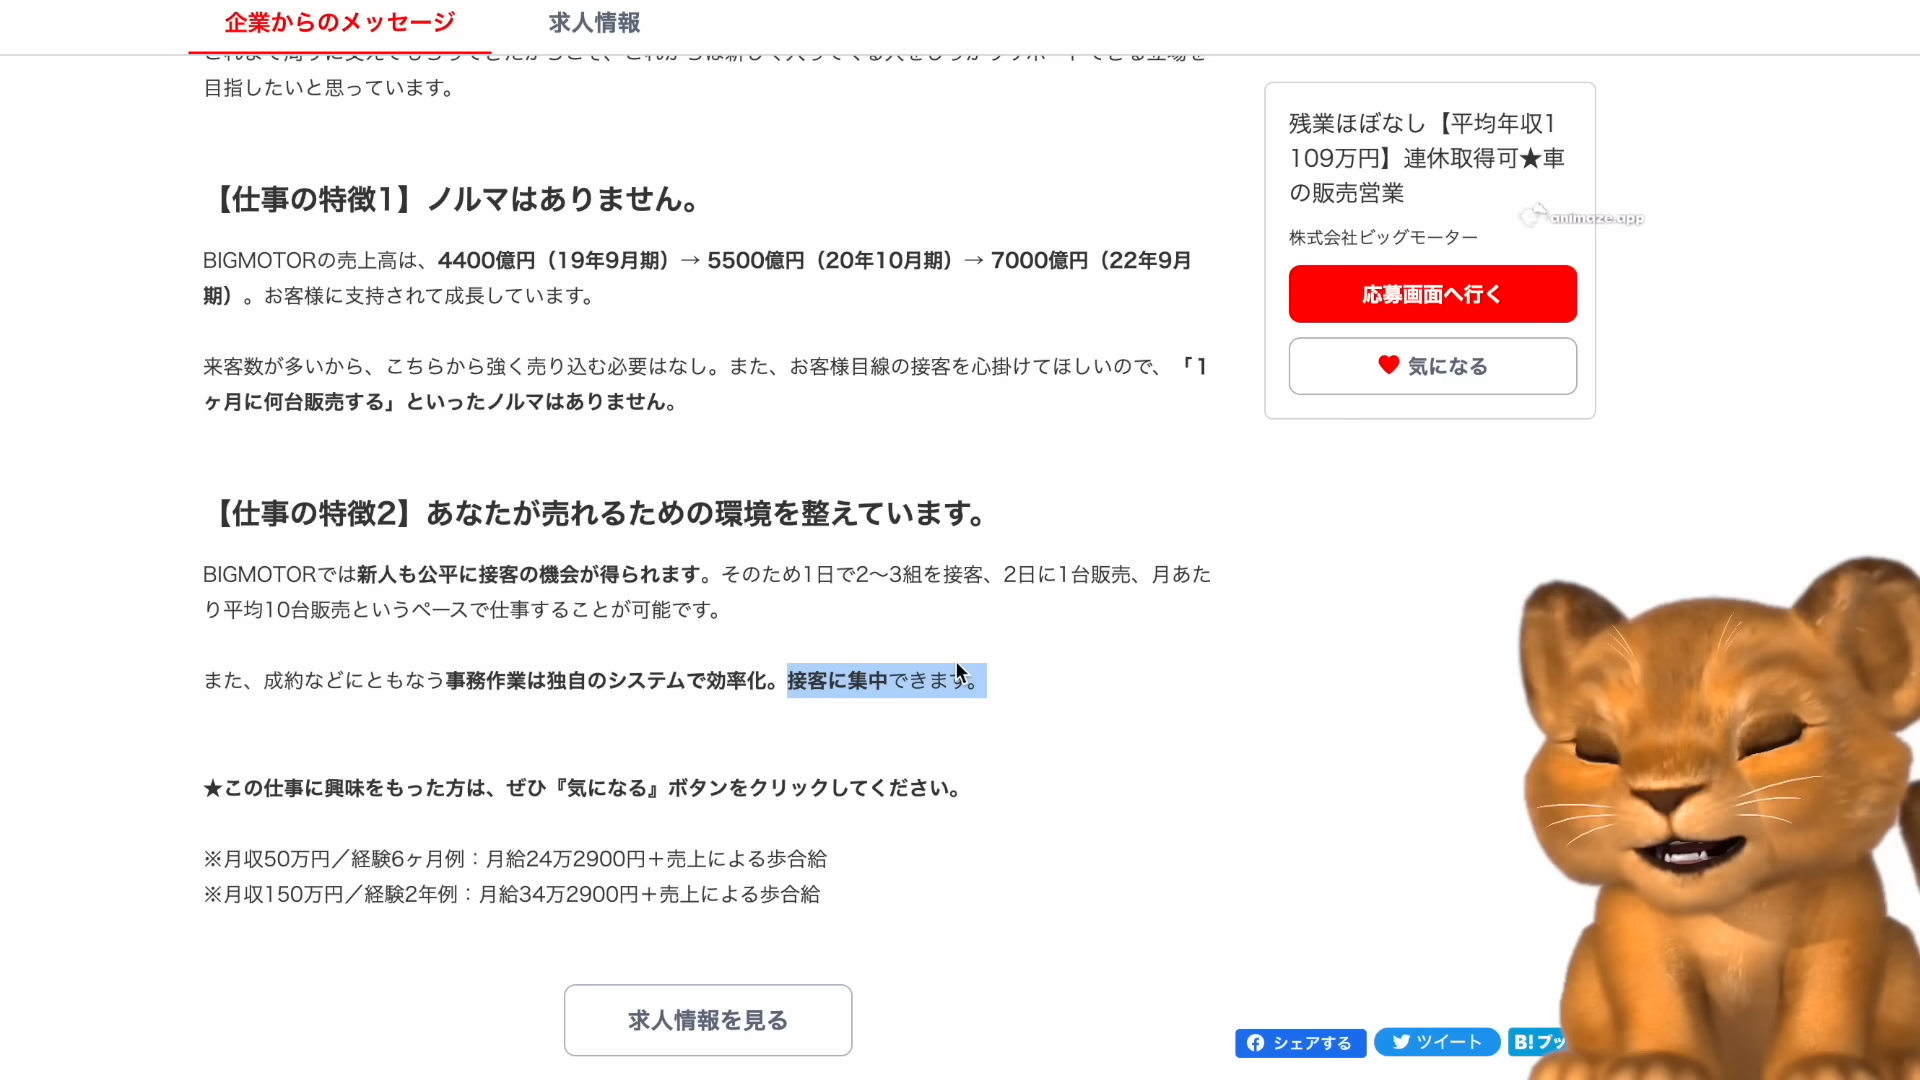 企業からのメッセージ
求人情報
目指したいと思っています。
【仕事の特徴1】ノルマはありません。
BIGMOTORの売上高は、4400億円（19年9月期）→ 5500億円（20年10月期）→ 7000億円（22年9月
期）。お客様に支持されて成長しています。
来客数が多いから、こちらから強く売り込む必要はなし。また、お客様目線の接客を心掛けてほしいので、「１
ヶ月に何台販売する」といったノルマはありません。
【仕事の特徴2】あなたが売れるための環境を整えています。
BIGMOTORでは新人も公平に接客の機会が得られます。そのため1日で2〜3組を接客、2日に1台販売、月あた
り平均10台販売というペースで仕事することが可能です。
また、成約などにともなう事務作業は独自のシステムで効率化。接客に集中できます。
★この仕事に興味をもった方は、ぜひ『気になる』ボタンをクリックしてください。
※月収50万円／経験6ヶ月例：月給24万2900円＋売上による歩合給
※月収150万円／経験2年例：月給34万2900円＋売上による歩合給
求人情報を見る
残業ほぼなし【平均年収1
109万円】連休取得可★車
の販売営業
animaze.app
株式会社ビッグモーター
応募画面へ行く
気になる
シェアする
ツイート
B!ブッ